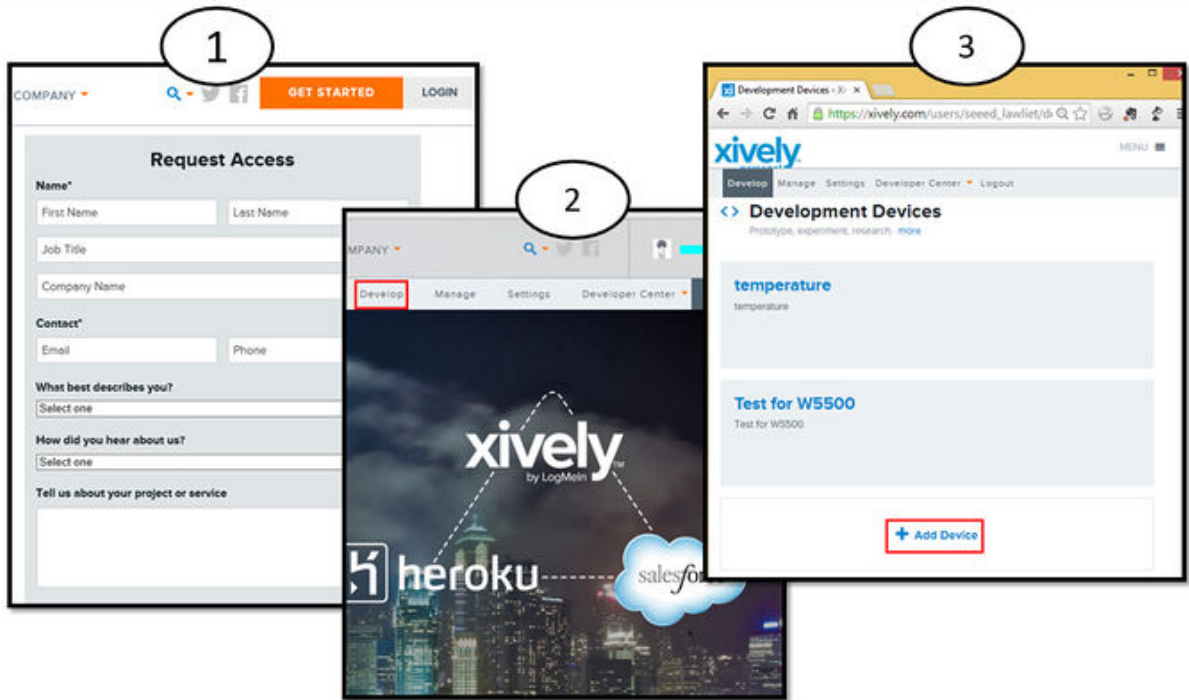 1
COMPANY
GET STARTED
LOGIN
Request Access
Name*
First Name
Last Name
Job Title
Company Name
Contact*
Email
Phone
What best describes you?
Select one
How did you hear about us?
Select one
Tell us about your project or service
2
MPANY
Develop
Manage
Settings
Developer Center
xively™
by LogMeIn
heroku
salesfor
3
Development Devices - Xi
https://xively.com/users/seeed_lawliet/de
xively
MENU
Develop Manage Settings Developer Center Logout
<> Development Devices
Prototype, experiment, research. more
temperature
temperature
Test for W5500
Test for W5500
+ Add Device